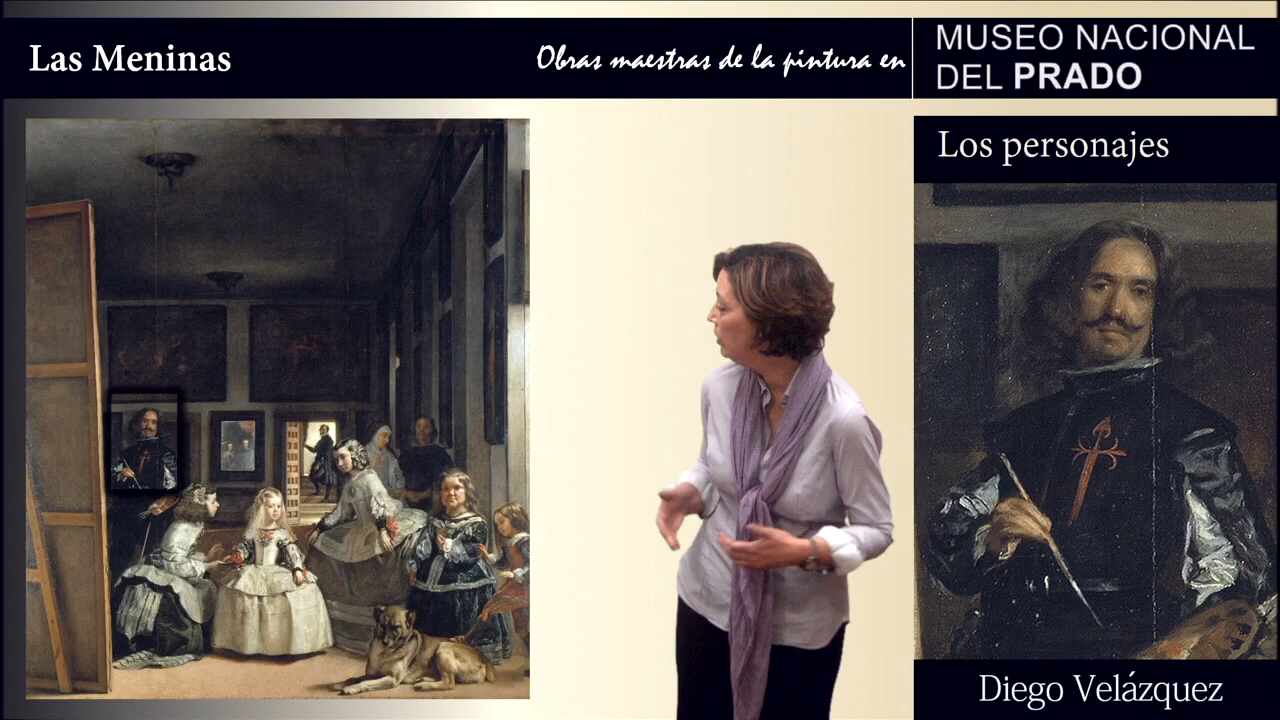 Las Meninas
Obras maestras de la pintura en
MUSEO NACIONAL
DEL PRADO
Los personajes
Diego Velázquez